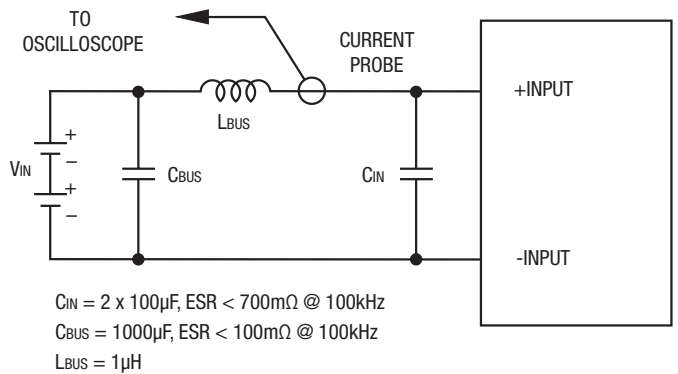 TO
OSCILLOSCOPE
CURRENT
PROBE
+INPUT
LBUS
+
VIN
−
+
−
CBUS
CIN
-INPUT
CIN = 2 x 100µF, ESR < 700mΩ @ 100kHz
CBUS = 1000µF, ESR < 100mΩ @ 100kHz
LBUS = 1µH